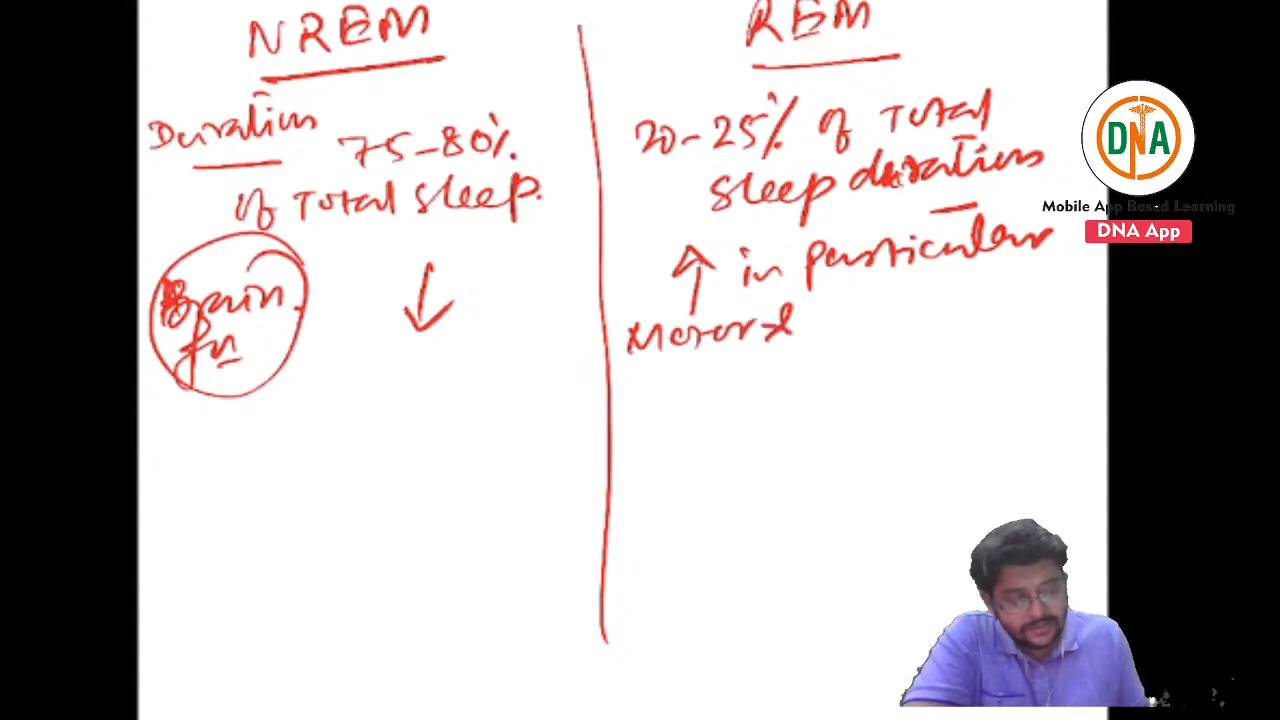 NREM
REM
Duration
75-80%
of Total sleep.
20-25% of Total
sleep duration
Brain
fn
↓
↑ in particular
Motor &
DNA
Mobile App Based Learning
DNA App